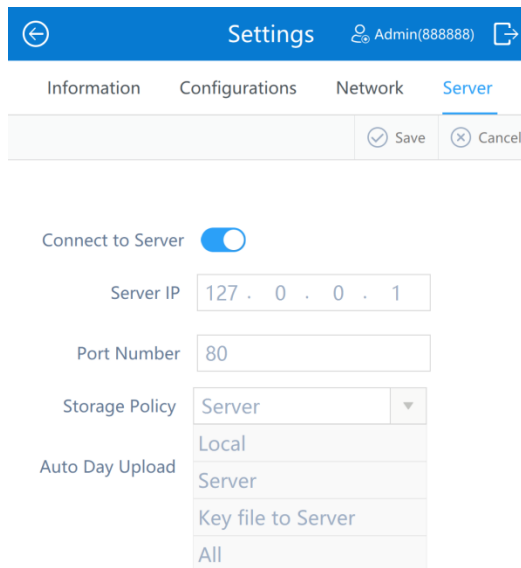 Settings Admin(888888)
Information Configurations Network Server
Save Cancel
Connect to Server
Server IP 127 . 0 . 0 . 1
Port Number 80
Storage Policy Server
Local
Auto Day Upload
Server
Key file to Server
All